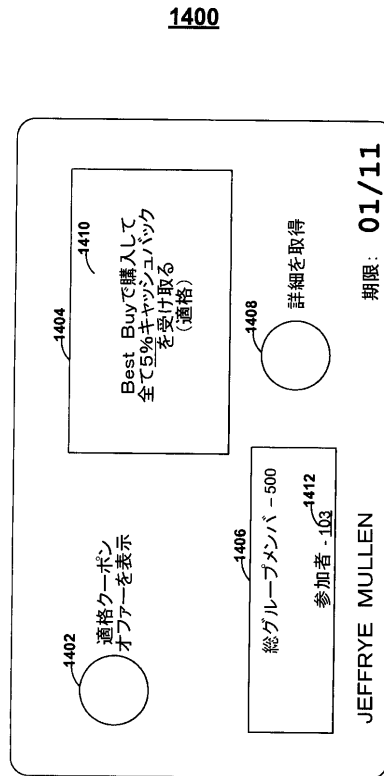 1400
1402
適格クーポン
オファーを表示
1404
1410
Best Buyで購入して
全て5%キャッシュバック
を受け取る
(適格)
1406
総グループメンバ - 500
1412
参加者 - 103
1408
詳細を取得
JEFFRYE MULLEN
期限: 01/11